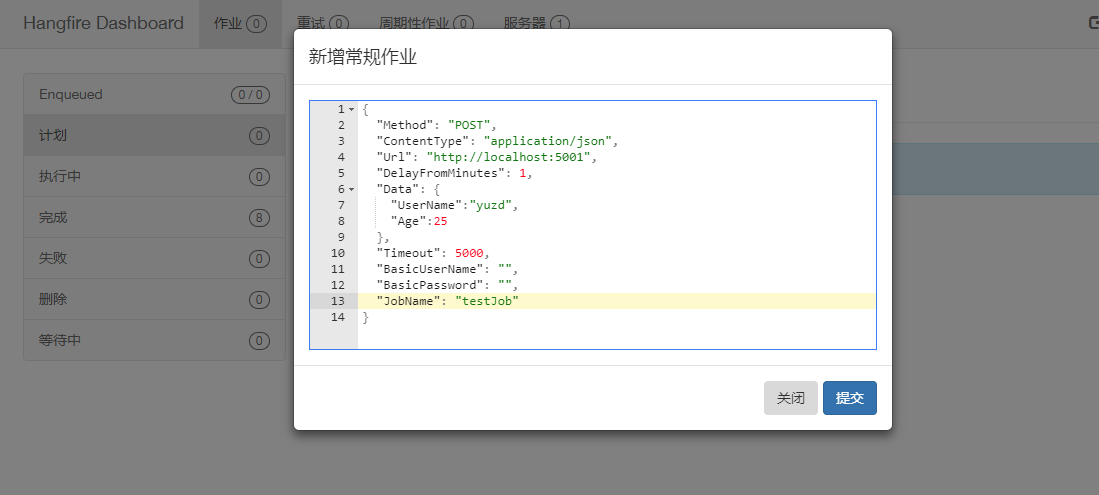 Hangfire Dashboard 作业 0 重试 0 周期性作业 0 服务器 1
新增常规作业
Enqueued 0 / 0
计划 0
执行中 0
完成 8
失败 0
删除 0
等待中 0
1 {
2 "Method": "POST",
3 "ContentType": "application/json",
4 "Url": "http://localhost:5001",
5 "DelayFromMinutes": 1,
6 "Data": {
7 "UserName":"yuzd",
8 "Age":25
9 },
10 "Timeout": 5000,
11 "BasicUserName": "",
12 "BasicPassword": "",
13 "JobName": "testJob"
14 }
关闭 提交